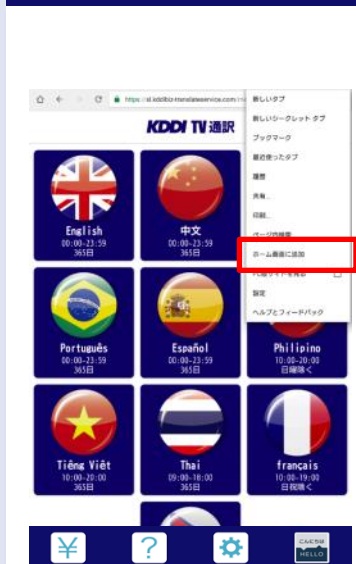 https://sl.kddibiz-translateservice.com
KDDI TV通訳
新しいタブ
新しいシークレット タブ
ブックマーク
最近使ったタブ
履歴
共有...
印刷...
ページ内検索
ホーム画面に追加
PC版サイトを見る
設定
ヘルプとフィードバック
English
00:00-23:59
365日
中文
00:00-23:59
365日
Português
00:00-23:59
365日
Español
00:00-23:59
365日
Philipino
10:00-20:00
日曜除く
Tiếng Việt
10:00-20:00
365日
Thai
09:00-18:00
365日
français
10:00-19:00
日祝除く
¥
?
こんにちは
HELLO